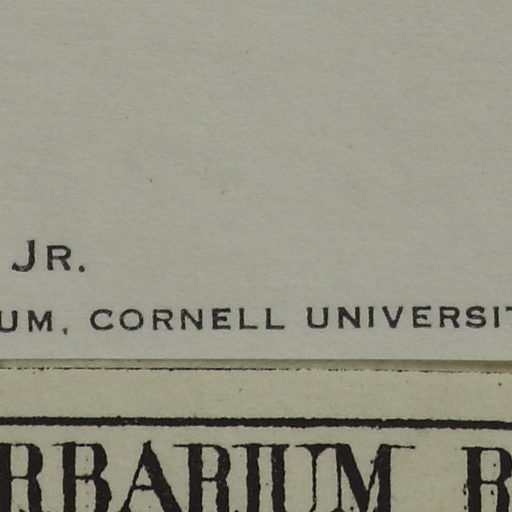 JR.
UM, CORNELL UNIVERSIT
RBARIUM R